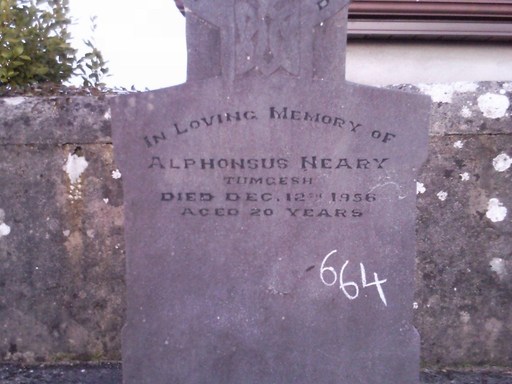 IN LOVING MEMORY OF
ALPHONSUS NEARY
TUMGESH
DIED DEC. 12TH 1956
AGED 20 YEARS
664